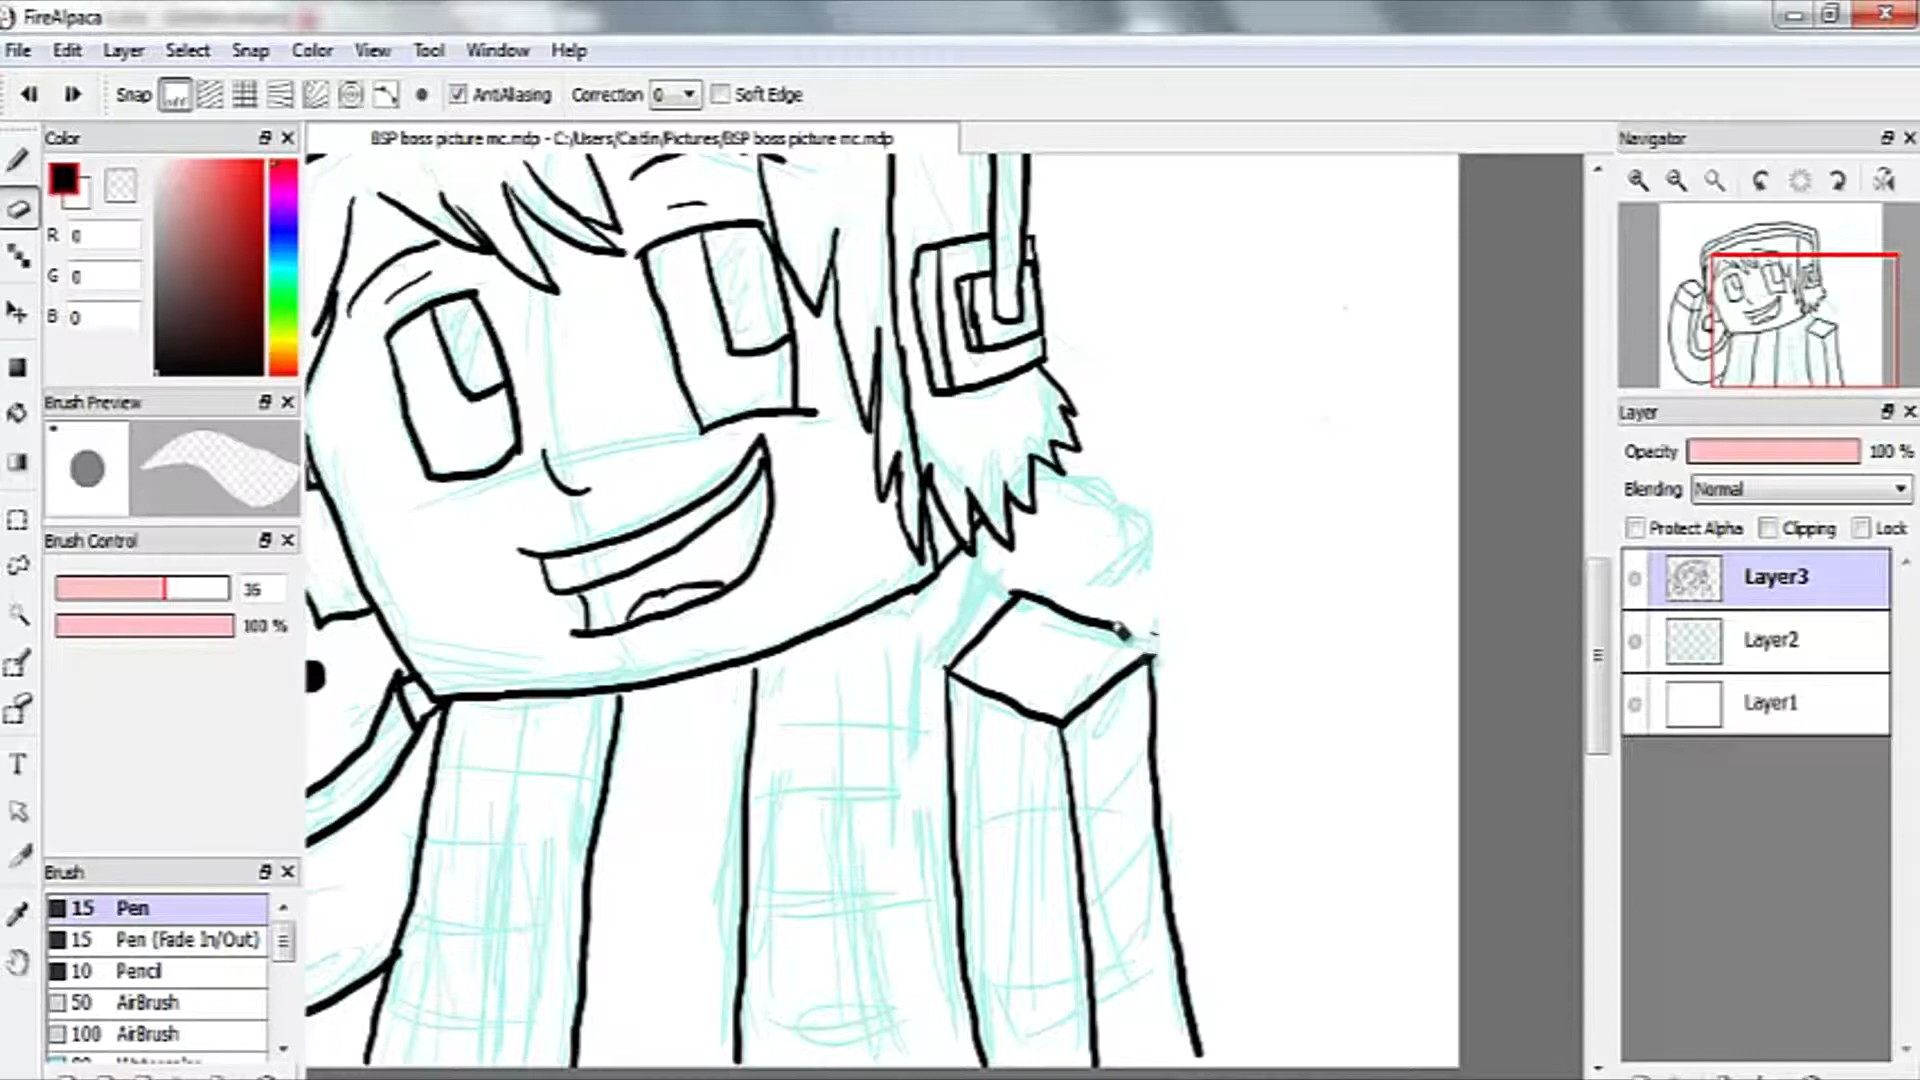 FireAlpaca
File Edit Layer Select Snap Color View Tool Window Help
Snap off AntiAliasing Correction 0 Soft Edge
Color
BSP boss picture mc.mdp - C:/Users/Caitlin/Pictures/BSP boss picture mc.mdp
Navigator
R 0
G 0
B 0
Brush Preview
Layer
Opacity 100 %
Blending Normal
Protect Alpha Clipping Lock
Brush Control
Layer3
36
100 %
Layer2
Layer1
Brush
15 Pen
15 Pen (Fade In/Out)
10 Pencil
50 AirBrush
100 AirBrush